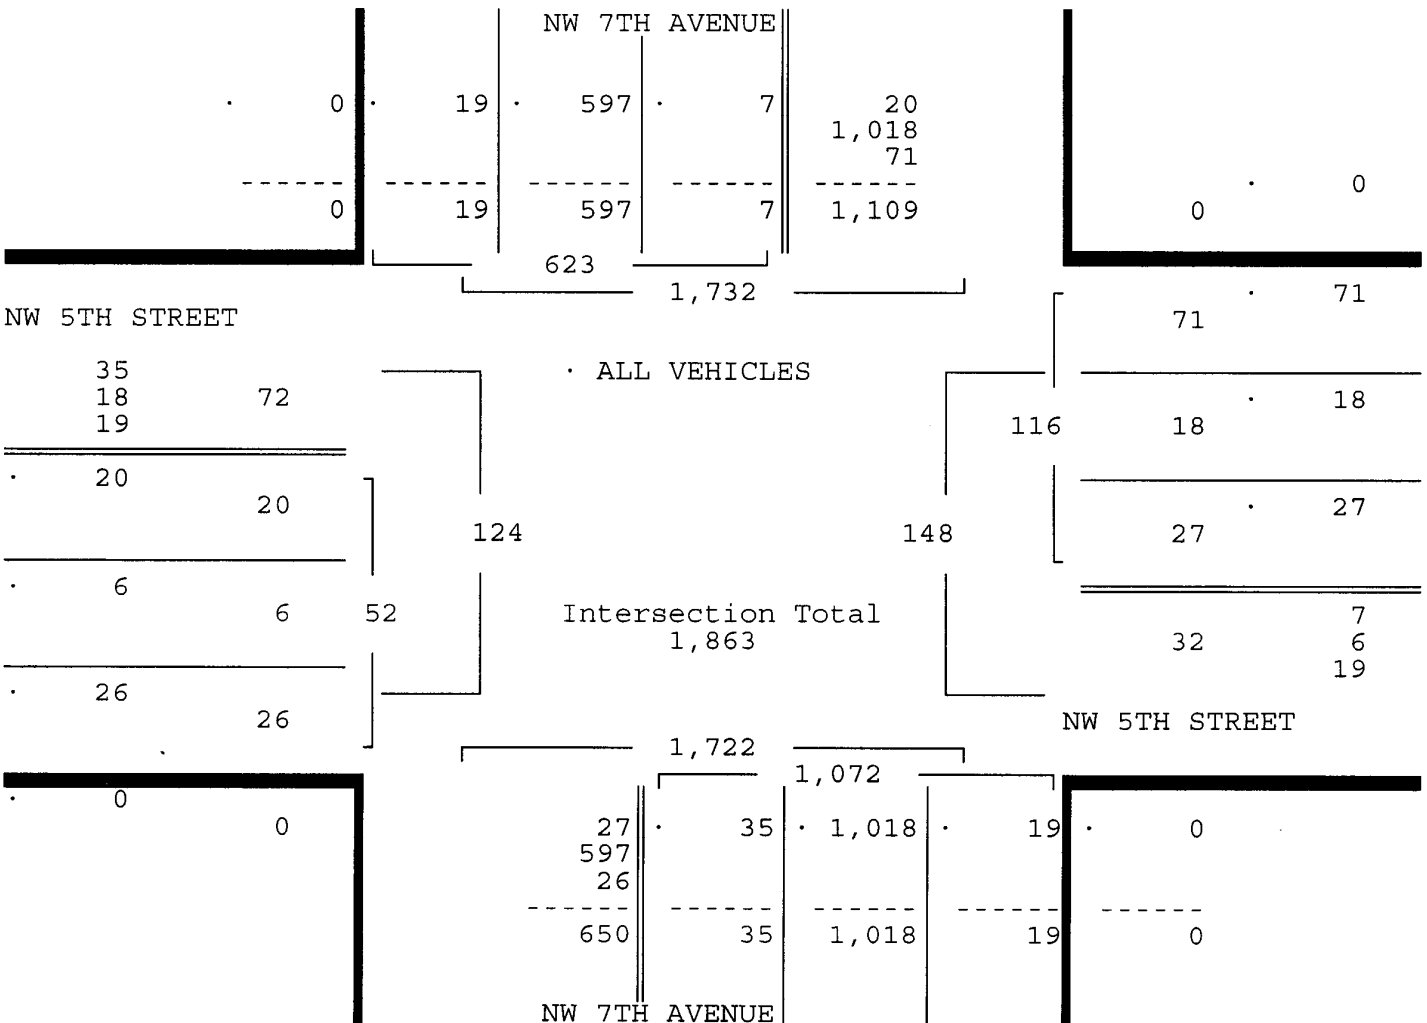 NW 7TH AVENUE
· 0 · 19 · 597 · 7 20
1,018
71
------ ------ ------ ------ ------
· 0
0 19 597 7 1,109 0
623
1,732
· 71
NW 5TH STREET 71
35 · ALL VEHICLES
18 72 · 18
19 116 18
· 20
20 · 27
124 148 27
· 6
6 52 Intersection Total 7
1,863 32 6
19
· 26
26 NW 5TH STREET
1,722
1,072
· 0
0 27 · 35 · 1,018 · 19 · 0
597
26
------ ------ ------ ------ ------
650 35 1,018 19 0
NW 7TH AVENUE